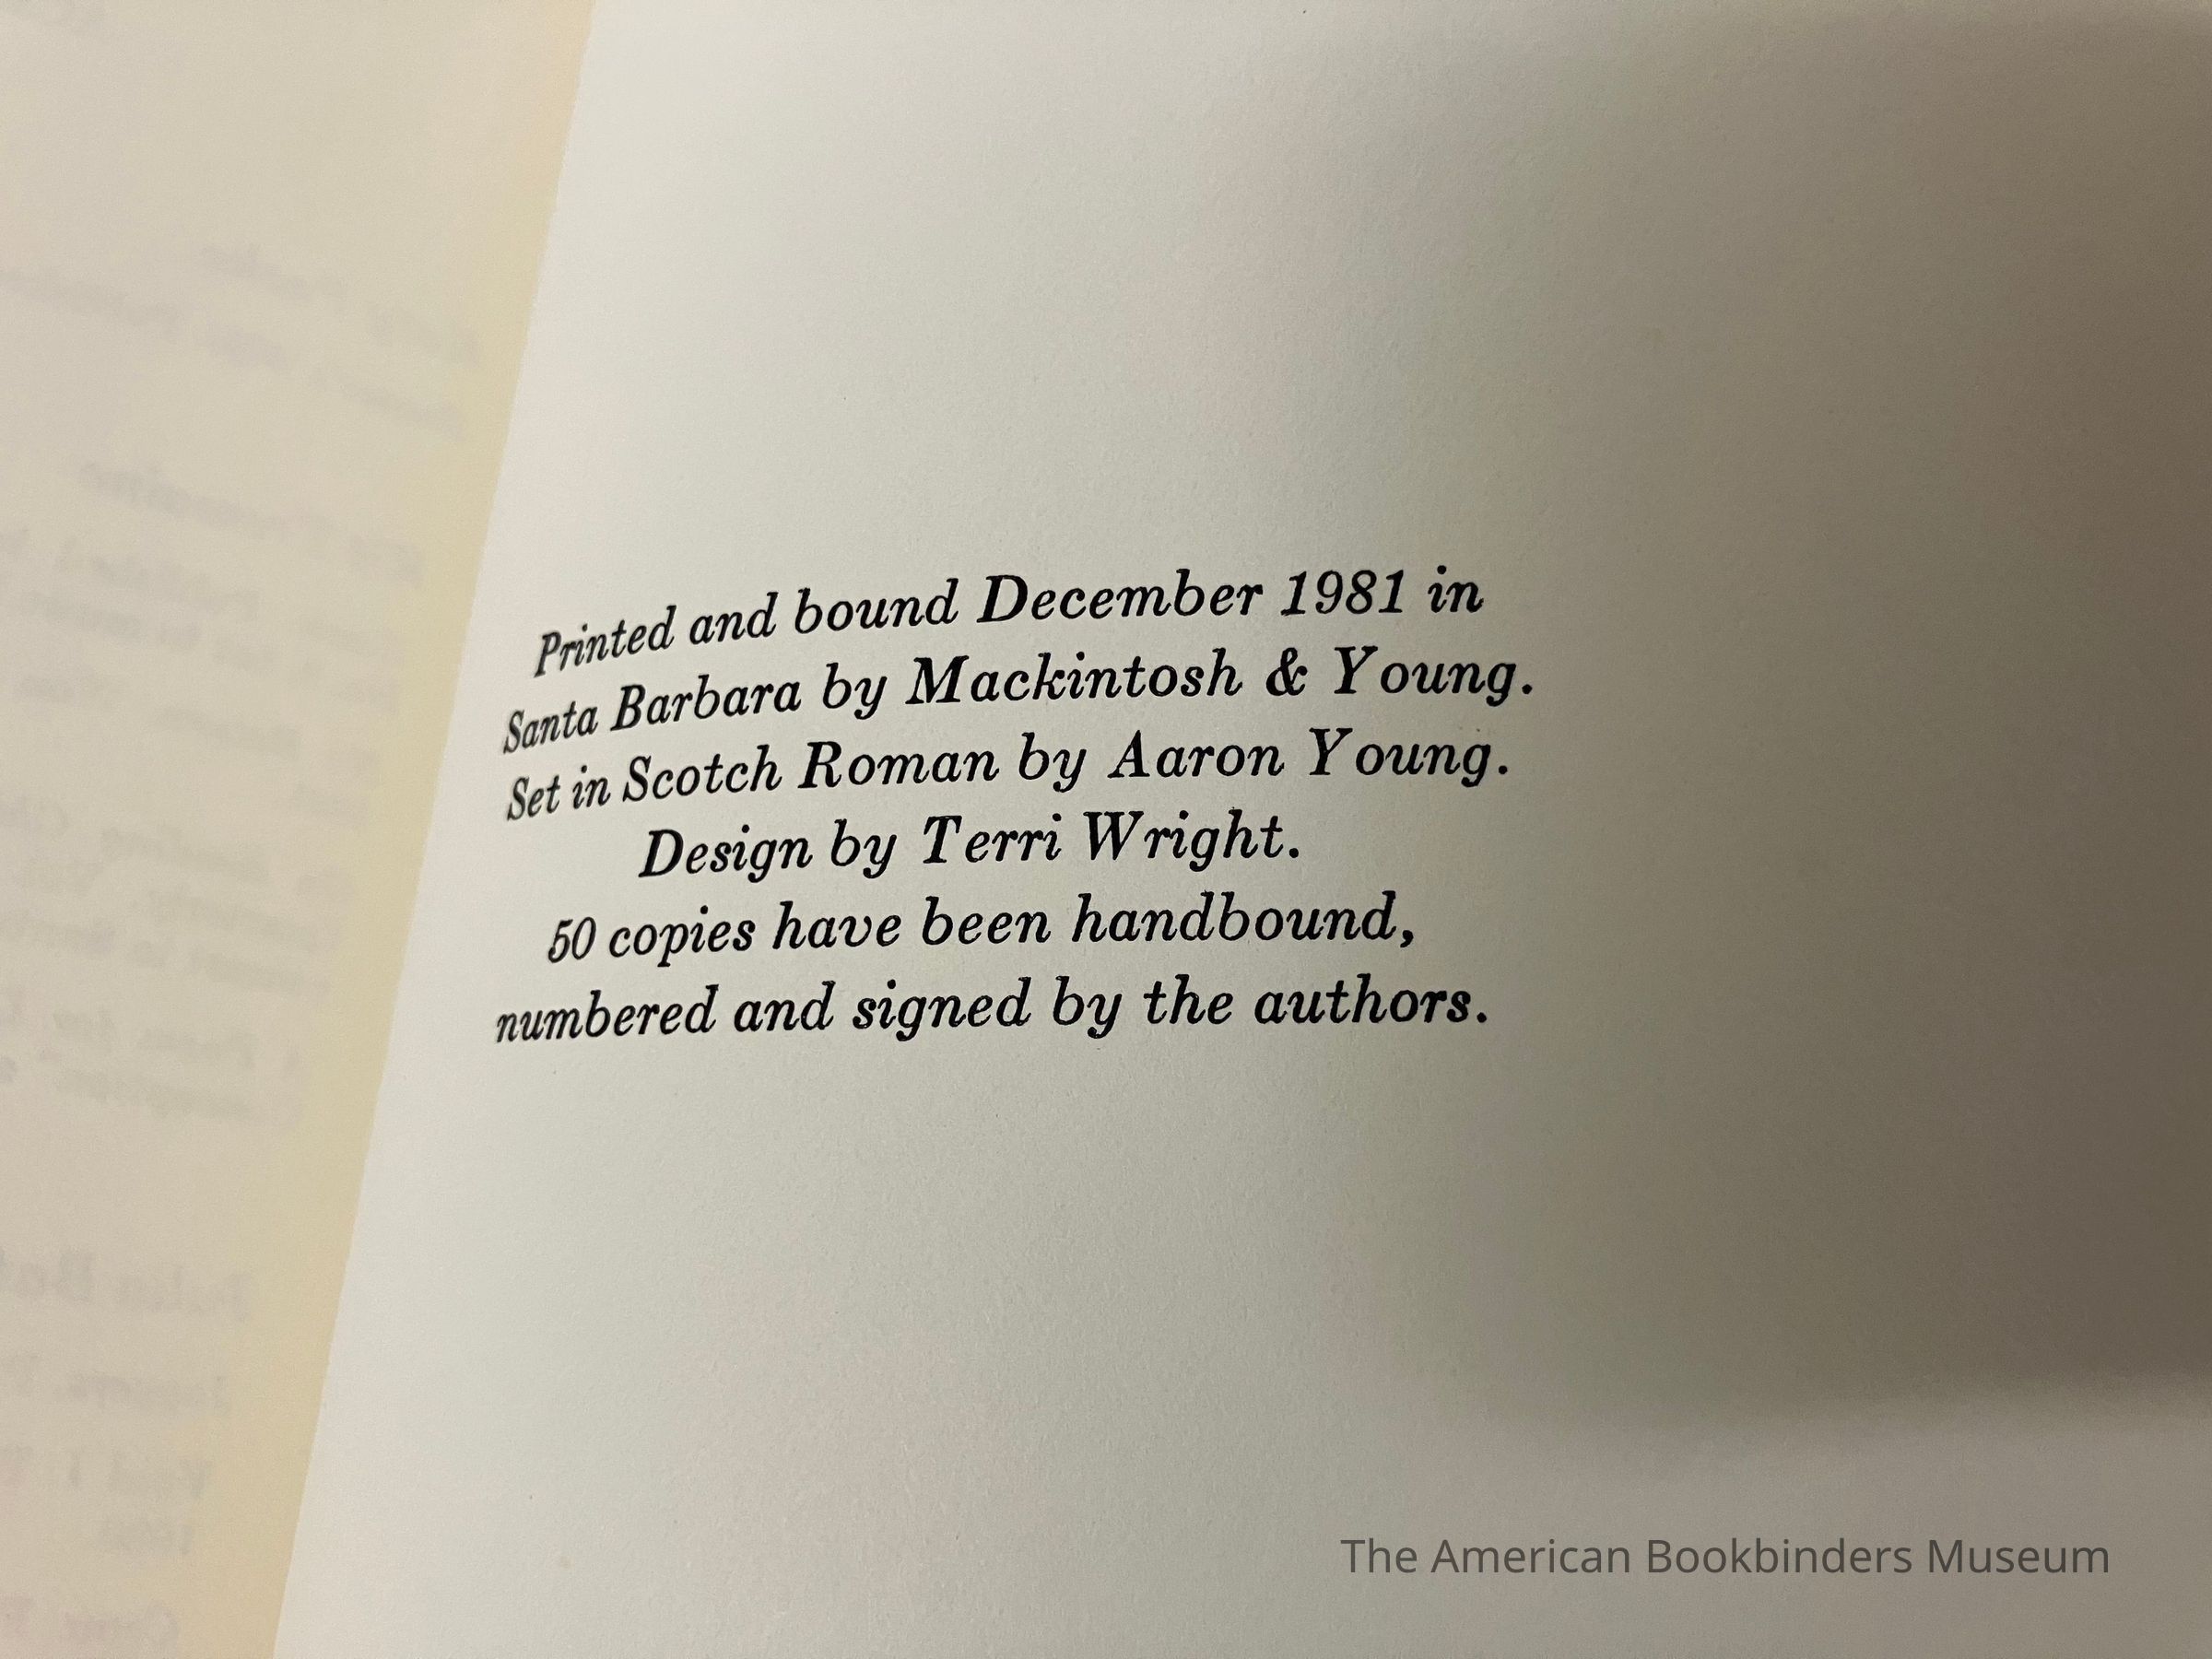 Printed and bound December 1981 in
Santa Barbara by Mackintosh & Young.
Set in Scotch Roman by Aaron Young.
Design by Terri Wright.
50 copies have been handbound,
numbered and signed by the authors.
The American Bookbinders Museum